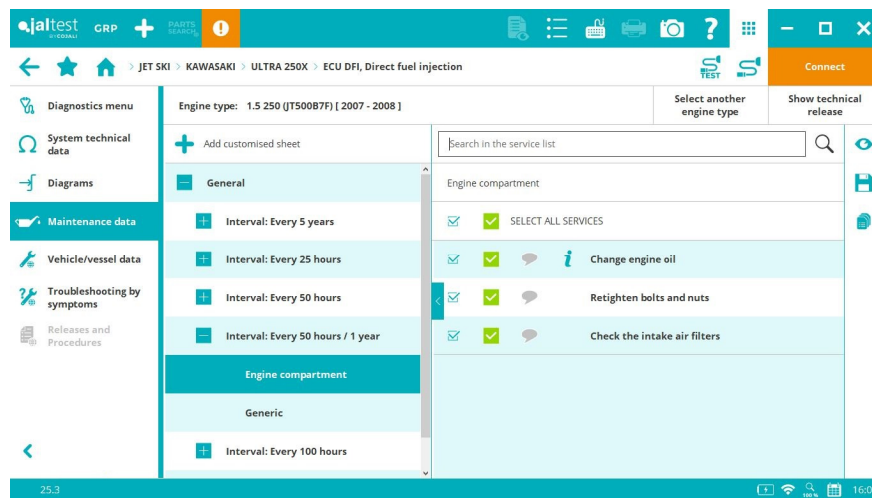 jaltest
BY COJALI
GRP
PARTS
SEARCH
JET SKI > KAWASAKI > ULTRA 250X > ECU DFI, Direct fuel injection
TEST
Connect
Diagnostics menu
System technical
data
Diagrams
Maintenance data
Vehicle/vessel data
Troubleshooting by
symptoms
Releases and
Procedures
Engine type: 1.5 250 (JT500B7F) [ 2007 - 2008 ]
Select another
engine type
Show technical
release
Add customised sheet
General
Interval: Every 5 years
Interval: Every 25 hours
Interval: Every 50 hours
Interval: Every 50 hours / 1 year
Engine compartment
Generic
Interval: Every 100 hours
Search in the service list
Engine compartment
SELECT ALL SERVICES
Change engine oil
Retighten bolts and nuts
Check the intake air filters
25.3
100 %
16:0